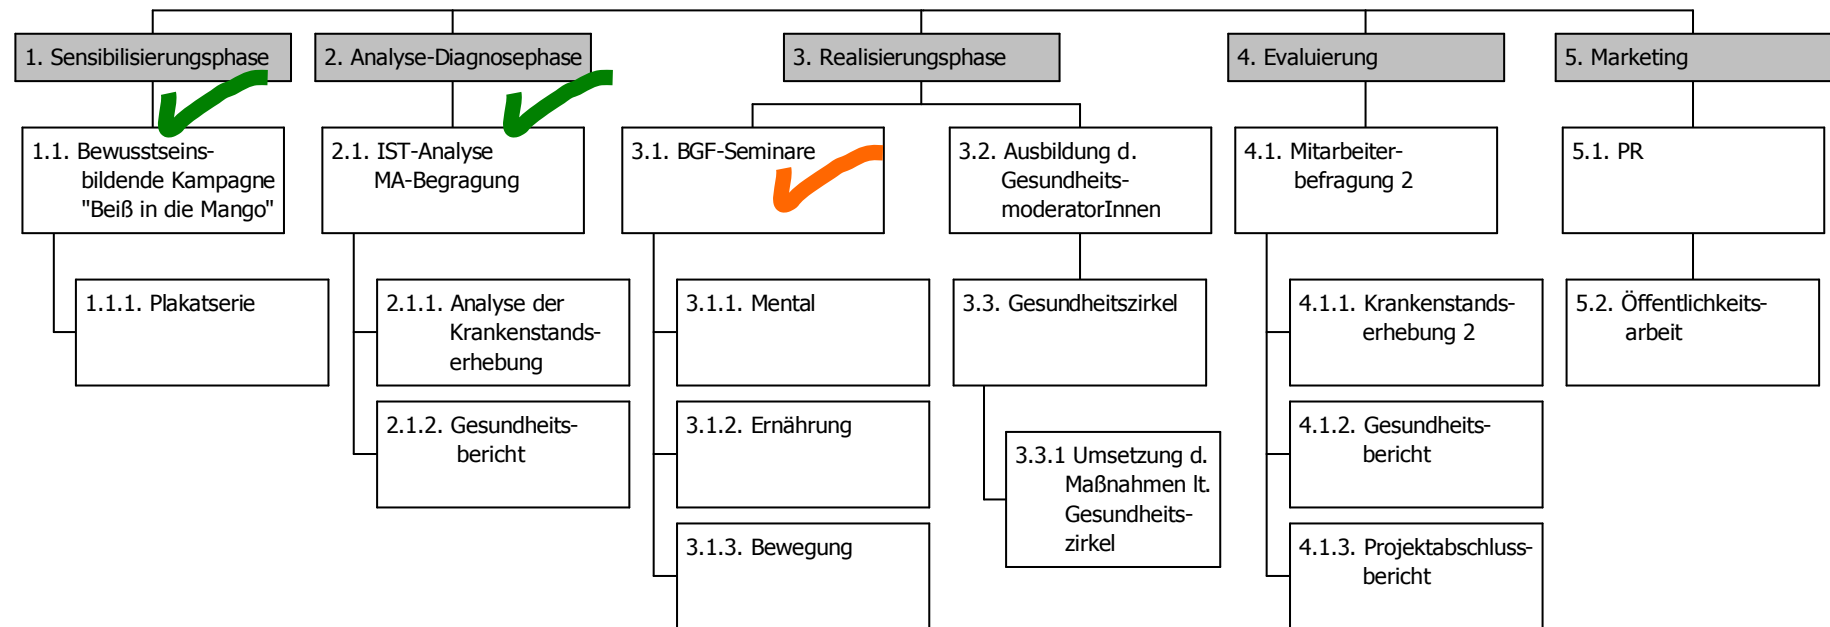 1. Sensibilisierungsphase
2. Analyse-Diagnosephase
3. Realisierungsphase
4. Evaluierung
5. Marketing
1.1. Bewusstseins-
bildende Kampagne
"Beiß in die Mango"
2.1. IST-Analyse
MA-Begragung
3.1. BGF-Seminare
3.2. Ausbildung d.
Gesundheits-
moderatorInnen
4.1. Mitarbeiter-
befragung 2
5.1. PR
1.1.1. Plakatserie
2.1.1. Analyse der
Krankenstands-
erhebung
3.1.1. Mental
3.3. Gesundheitszirkel
4.1.1. Krankenstands-
erhebung 2
5.2. Öffentlichkeits-
arbeit
2.1.2. Gesundheits-
bericht
3.1.2. Ernährung
3.3.1 Umsetzung d.
Maßnahmen lt.
Gesundheits-
zirkel
4.1.2. Gesundheits-
bericht
3.1.3. Bewegung
4.1.3. Projektabschluss-
bericht